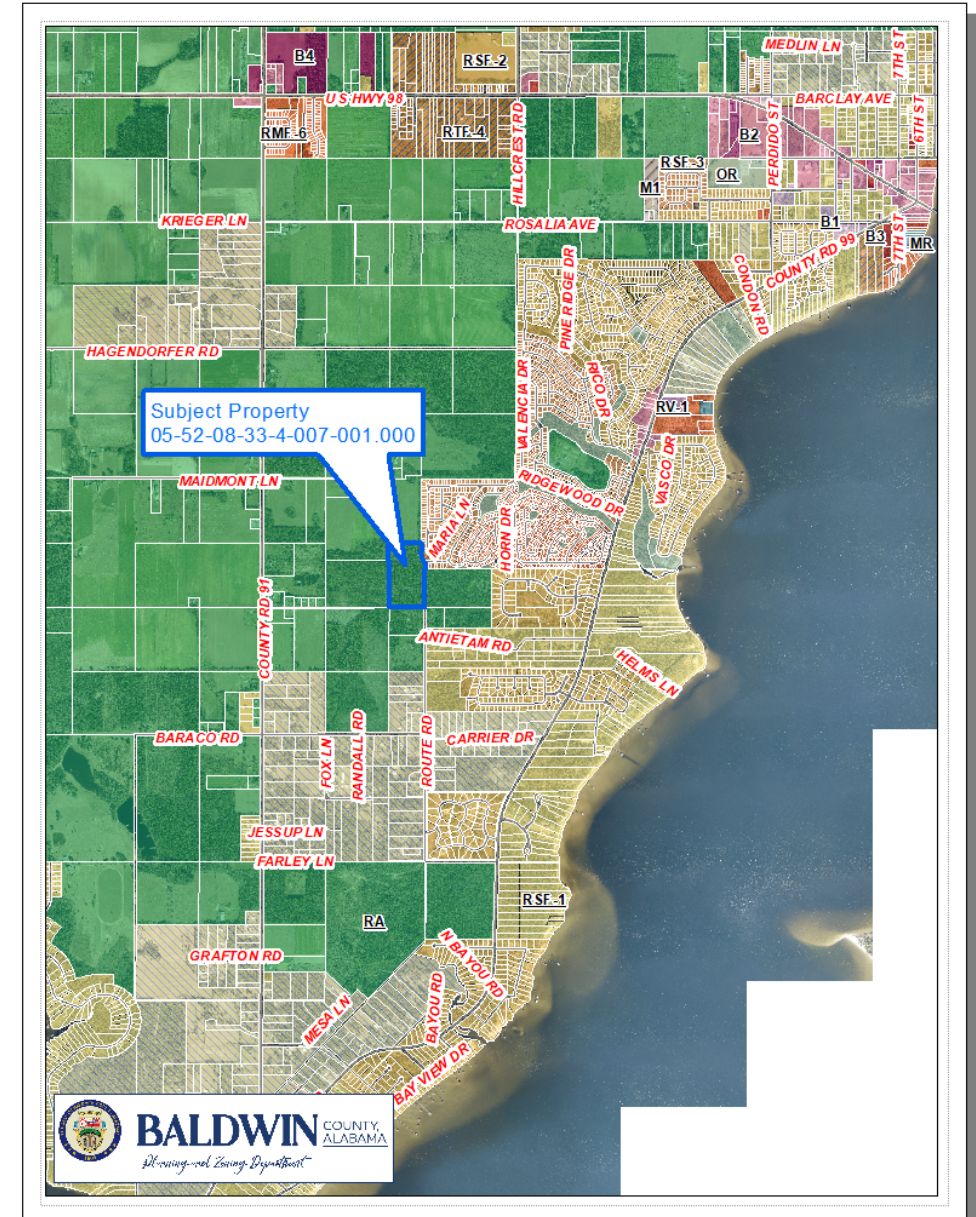 MEDLIN LN
7TH ST
B4
RSF-2
U S HWY 98
BARCLAY AVE
6TH ST
RMF-6
RTF-4
HILLCREST RD
B2
PERDIDO ST
RSF-3
OR
M1
KRIEGER LN
ROSALIA AVE
B1
B3
7TH ST
MR
COUNTY RD 99
CONDON RD
PINE RIDGE DR
HAGENDORFER RD
VALENCIA DR
RICO DR
Subject Property
05-52-08-33-4-007-001.000
RV-1
VASCO DR
MAIDMONT LN
RIDGEWOOD DR
MARIA LN
HORN DR
COUNTY RD 91
ANTIETAM RD
HELMS LN
BARACO RD
FOX LN
RANDALL RD
ROUTE RD
CARRIER DR
JESSUP LN
FARLEY LN
RSF-1
RA
GRAFTON RD
N BAYOU RD
MESA LN
BAYOU RD
BAY VIEW DR
BALDWIN COUNTY, ALABAMA
Planning and Zoning Department